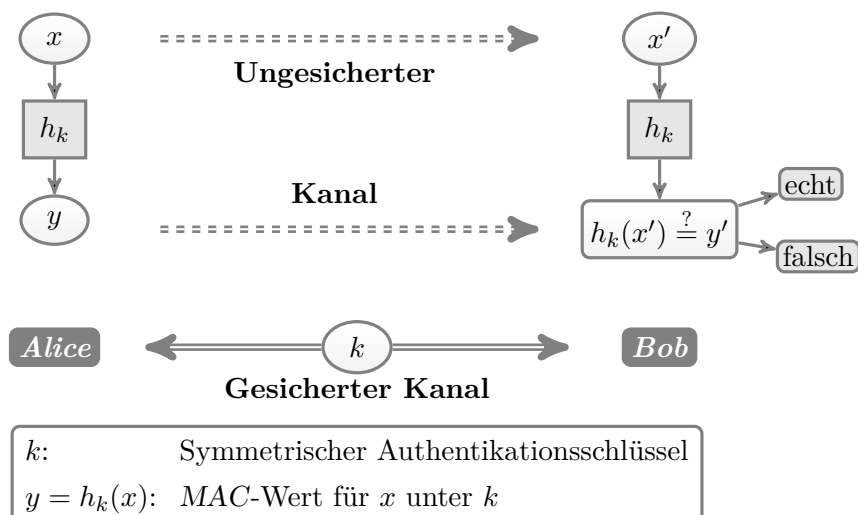 x x′
Ungesicherter
h_k h_k
Kanal
echt
y h_k(x′) ≟ y′
falsch
Alice k Bob
Gesicherter Kanal
k: Symmetrischer Authentikationsschlüssel
y = h_k(x): MAC-Wert für x unter k